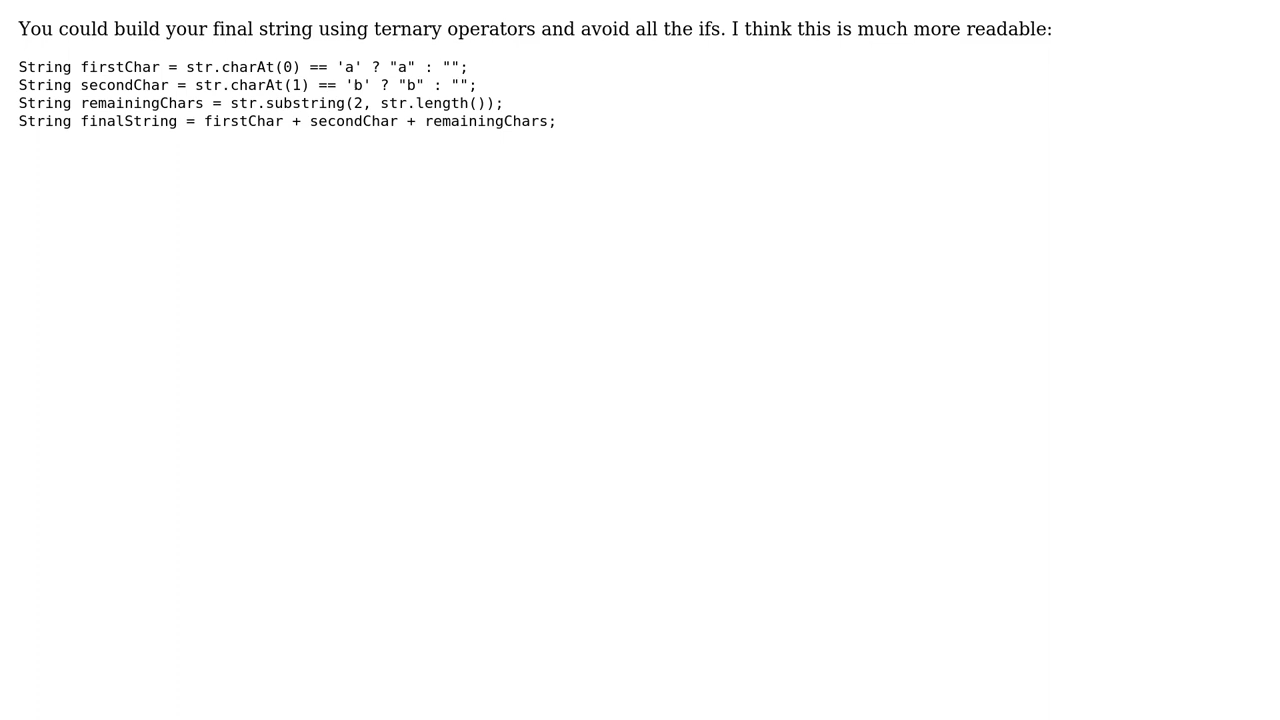 You could build your final string using ternary operators and avoid all the ifs. I think this is much more readable:
String firstChar = str.charAt(0) == 'a' ? "a" : "";
String secondChar = str.charAt(1) == 'b' ? "b" : "";
String remainingChars = str.substring(2, str.length());
String finalString = firstChar + secondChar + remainingChars;